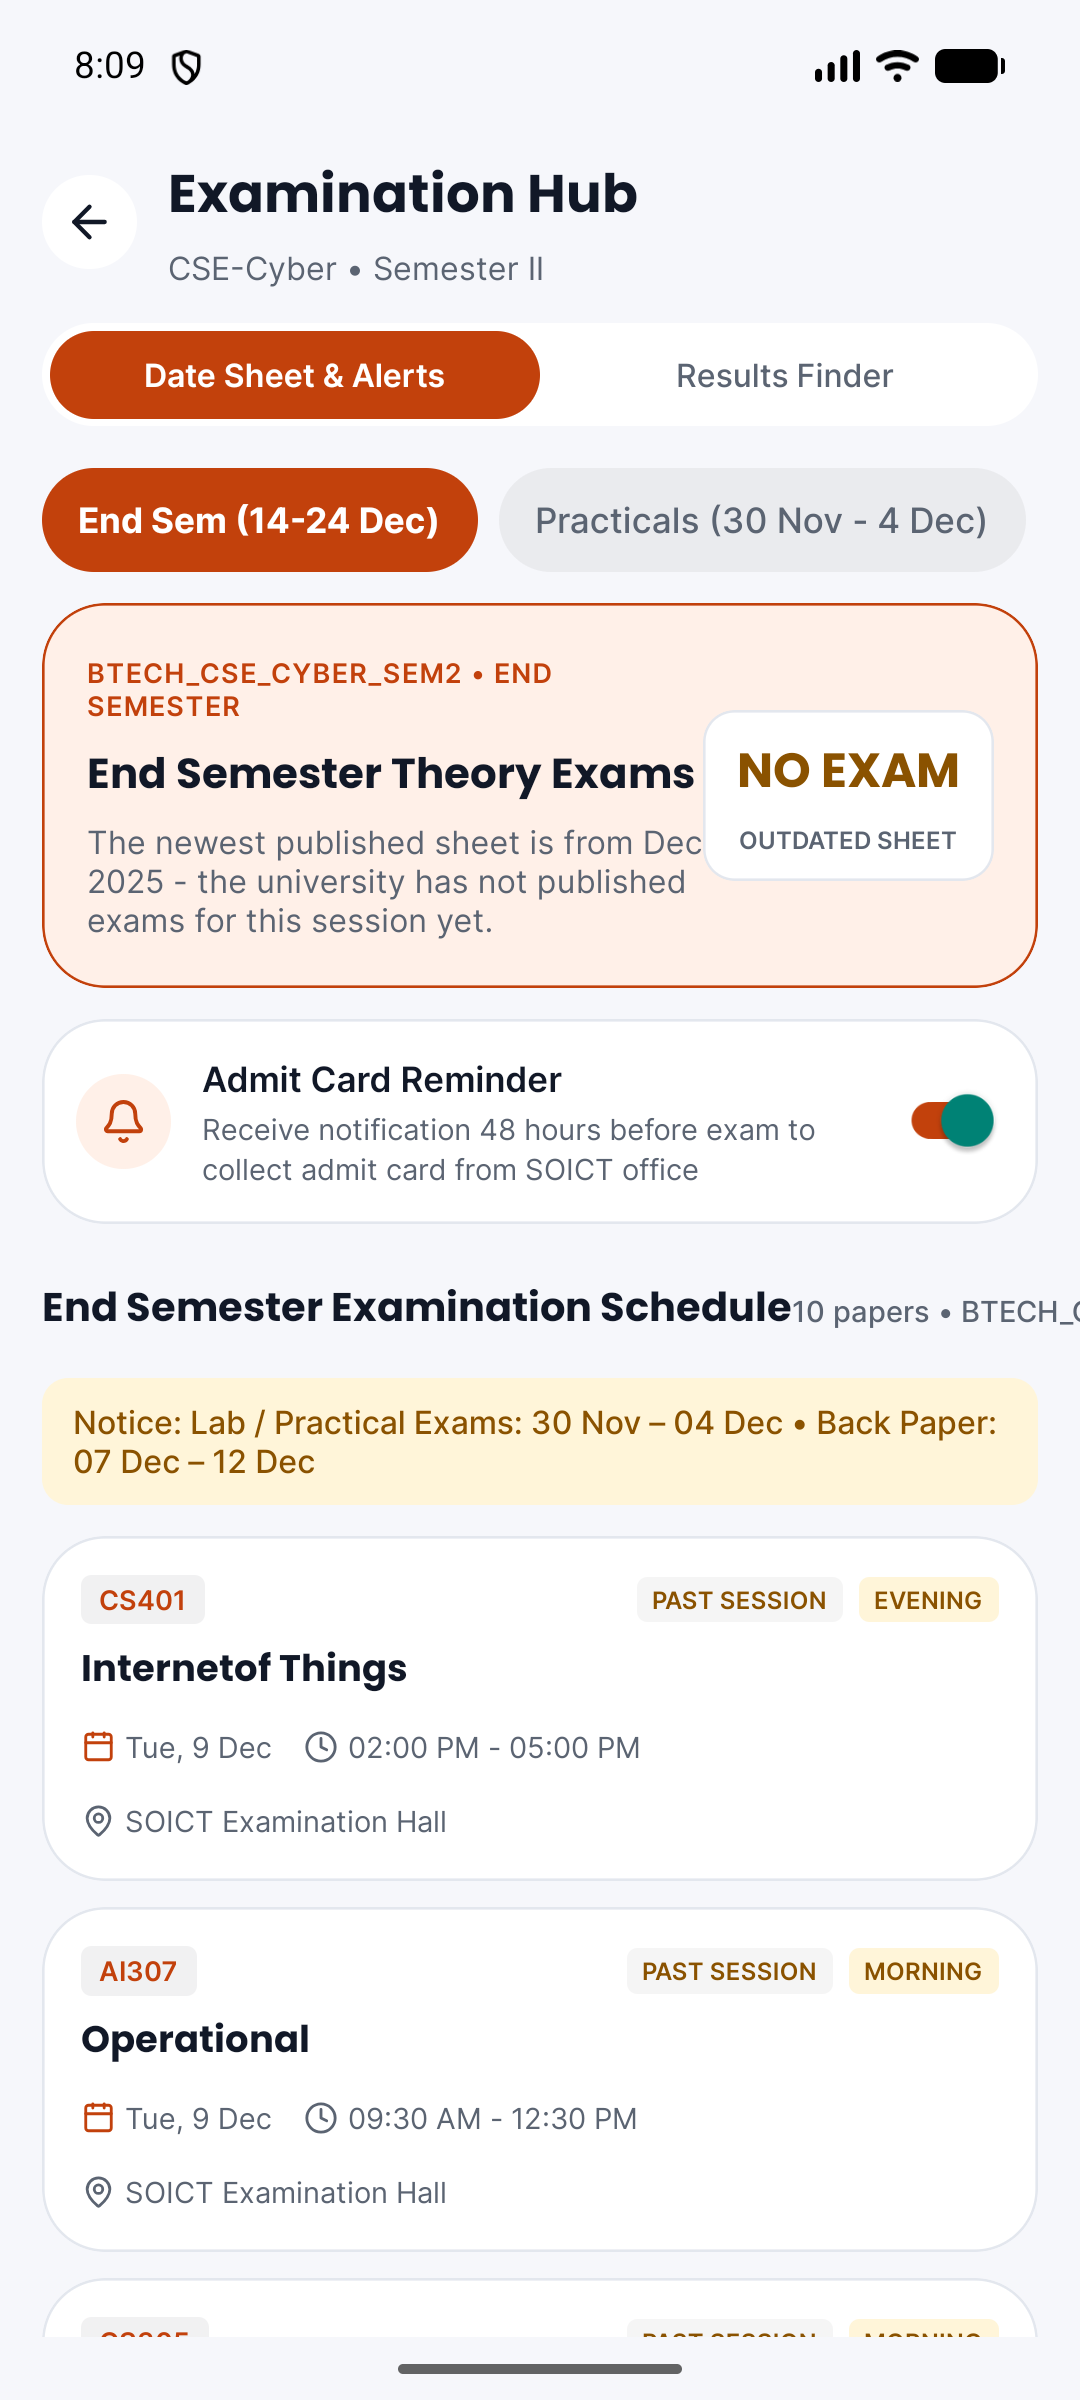 8:09
Examination Hub
CSE-Cyber • Semester II
Date Sheet & Alerts
Results Finder
End Sem (14-24 Dec)
Practicals (30 Nov - 4 Dec)
BTECH_CSE_CYBER_SEM2 • END
SEMESTER
End Semester Theory Exams
The newest published sheet is from Dec
2025 - the university has not published
exams for this session yet.
NO EXAM
OUTDATED SHEET
Admit Card Reminder
Receive notification 48 hours before exam to
collect admit card from SOICT office
End Semester Examination Schedule
10 papers • BTECH_
Notice: Lab / Practical Exams: 30 Nov – 04 Dec • Back Paper:
07 Dec – 12 Dec
CS401
PAST SESSION
EVENING
Internetof Things
Tue, 9 Dec
02:00 PM - 05:00 PM
SOICT Examination Hall
AI307
PAST SESSION
MORNING
Operational
Tue, 9 Dec
09:30 AM - 12:30 PM
SOICT Examination Hall
PAST SESSION
MORNING